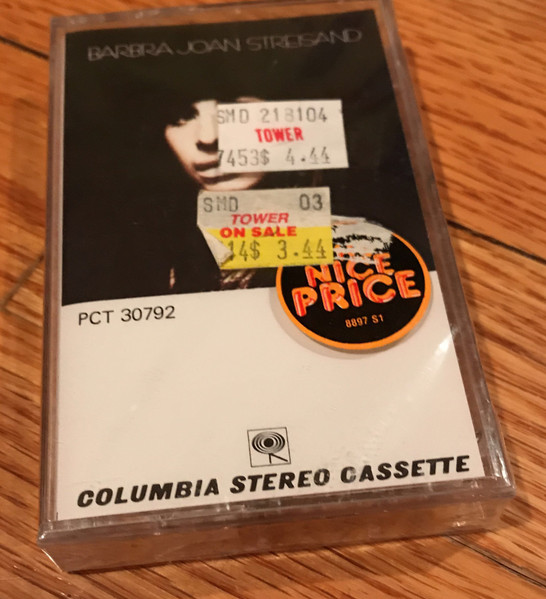 BARBRA JOAN STREISAND
SMD 218104
TOWER
7453$ 4.44
SMD 03
TOWER
ON SALE
14$ 3.44
NICE
PRICE
8897 S1
PCT 30792
COLUMBIA STEREO CASSETTE